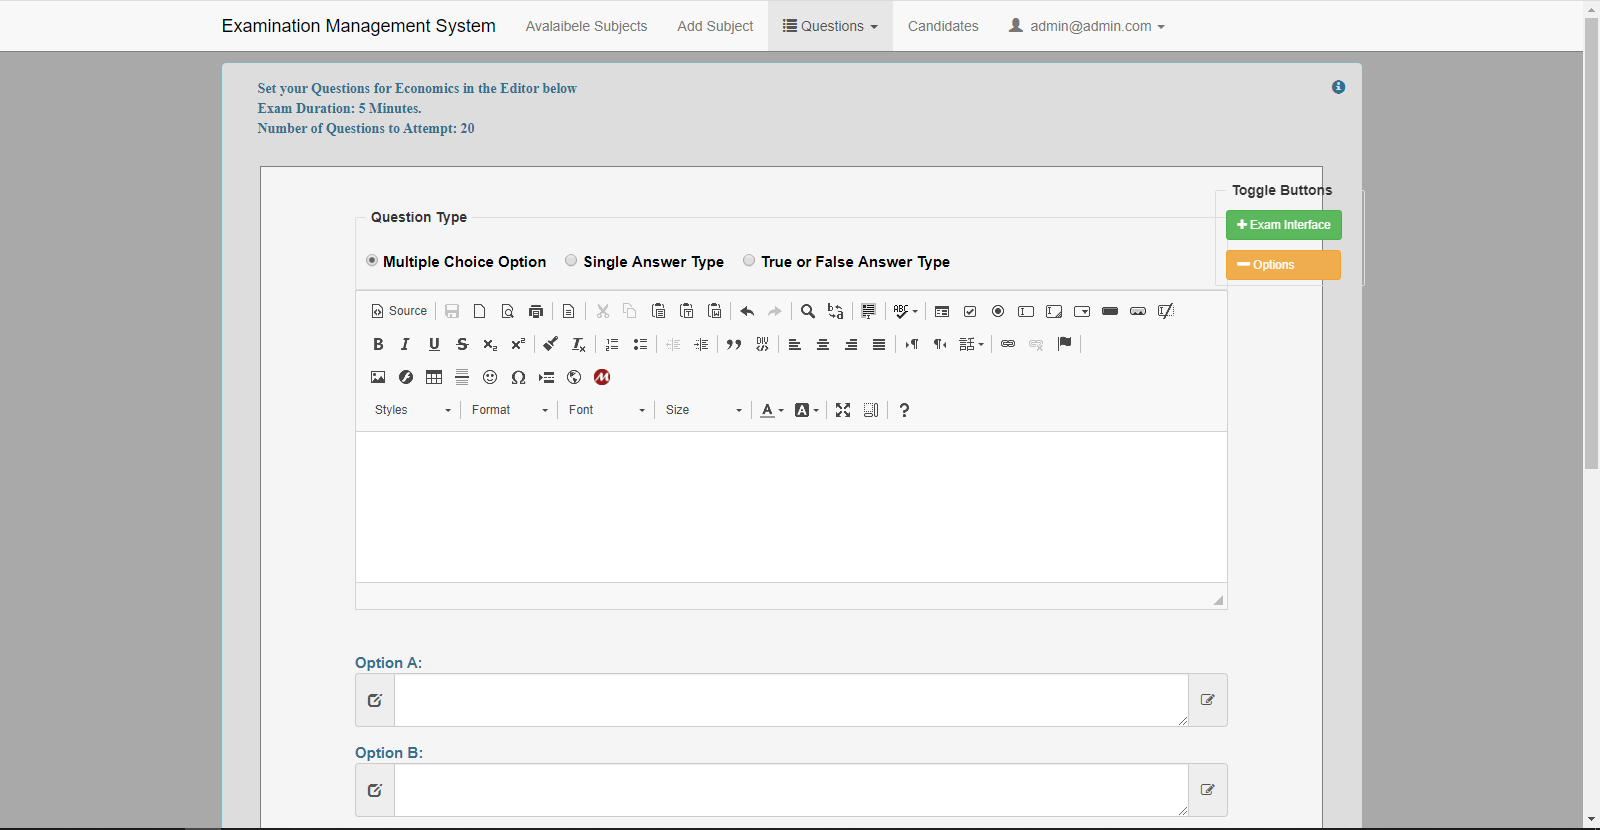 Examination Management System Avalaibele Subjects Add Subject Questions Candidates admin@admin.com
Set your Questions for Economics in the Editor below
Exam Duration: 5 Minutes.
Number of Questions to Attempt: 20
Toggle Buttons
Exam Interface
Options
Question Type
Multiple Choice Option Single Answer Type True or False Answer Type
Source
Styles Format Font Size
Option A:
Option B: